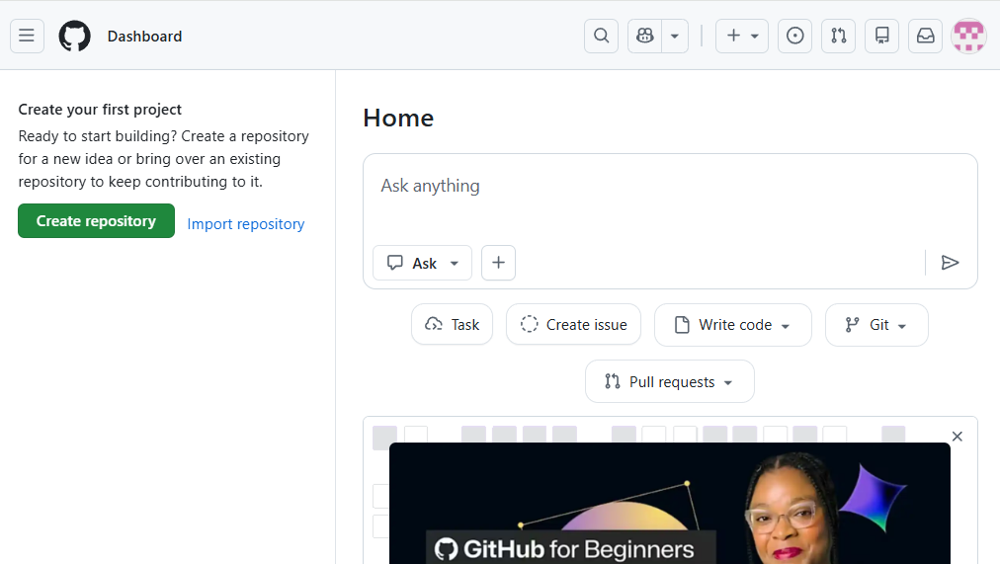 Dashboard
Create your first project
Ready to start building? Create a repository
for a new idea or bring over an existing
repository to keep contributing to it.
Create repository
Import repository
Home
Ask anything
Ask
Task
Create issue
Write code
Git
Pull requests
GitHub for Beginners